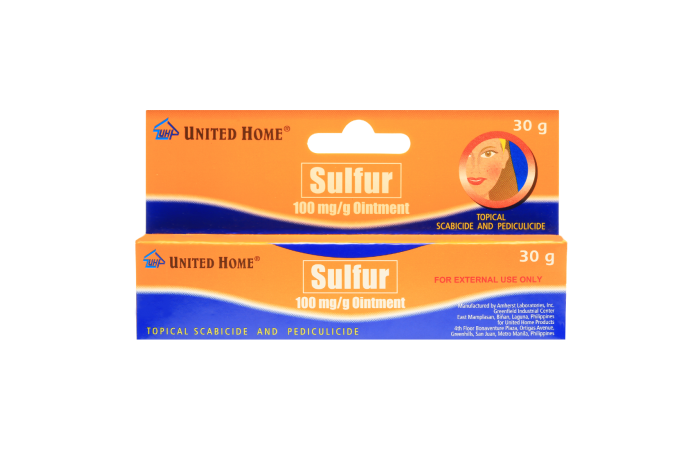 UHP UNITED HOME®
30 g
Sulfur
100 mg/g Ointment
TOPICAL
SCABICIDE AND PEDICULICIDE
UHP UNITED HOME®
30 g
Sulfur
100 mg/g Ointment
FOR EXTERNAL USE ONLY
TOPICAL SCABICIDE AND PEDICULICIDE
Manufactured by Amherst Laboratories, Inc.
Greenfield Industrial Center
East Mamplasan, Biñan, Laguna, Philippines
for United Home Products
4th Floor Bonaventure Plaza, Ortigas Avenue,
Greenhills, San Juan, Metro Manila, Philippines